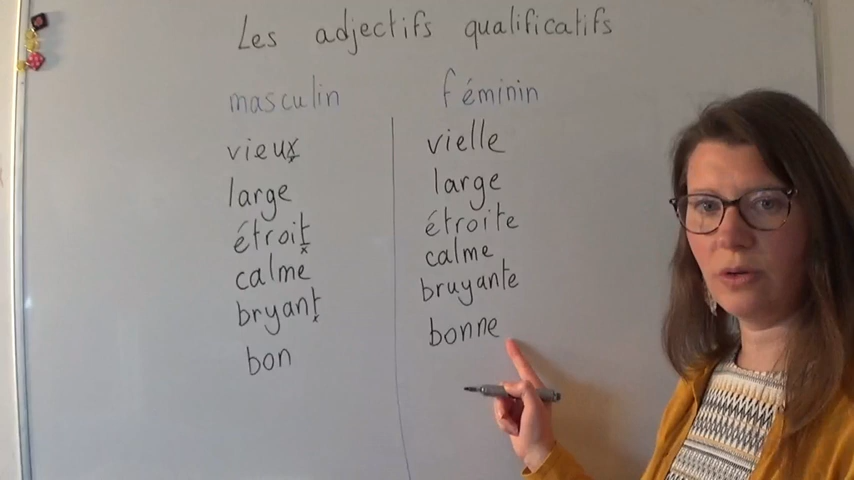 Les adjectifs qualificatifs
masculin féminin
vieux vielle
large large
étroit étroite
calme calme
bryant bruyante
bon bonne